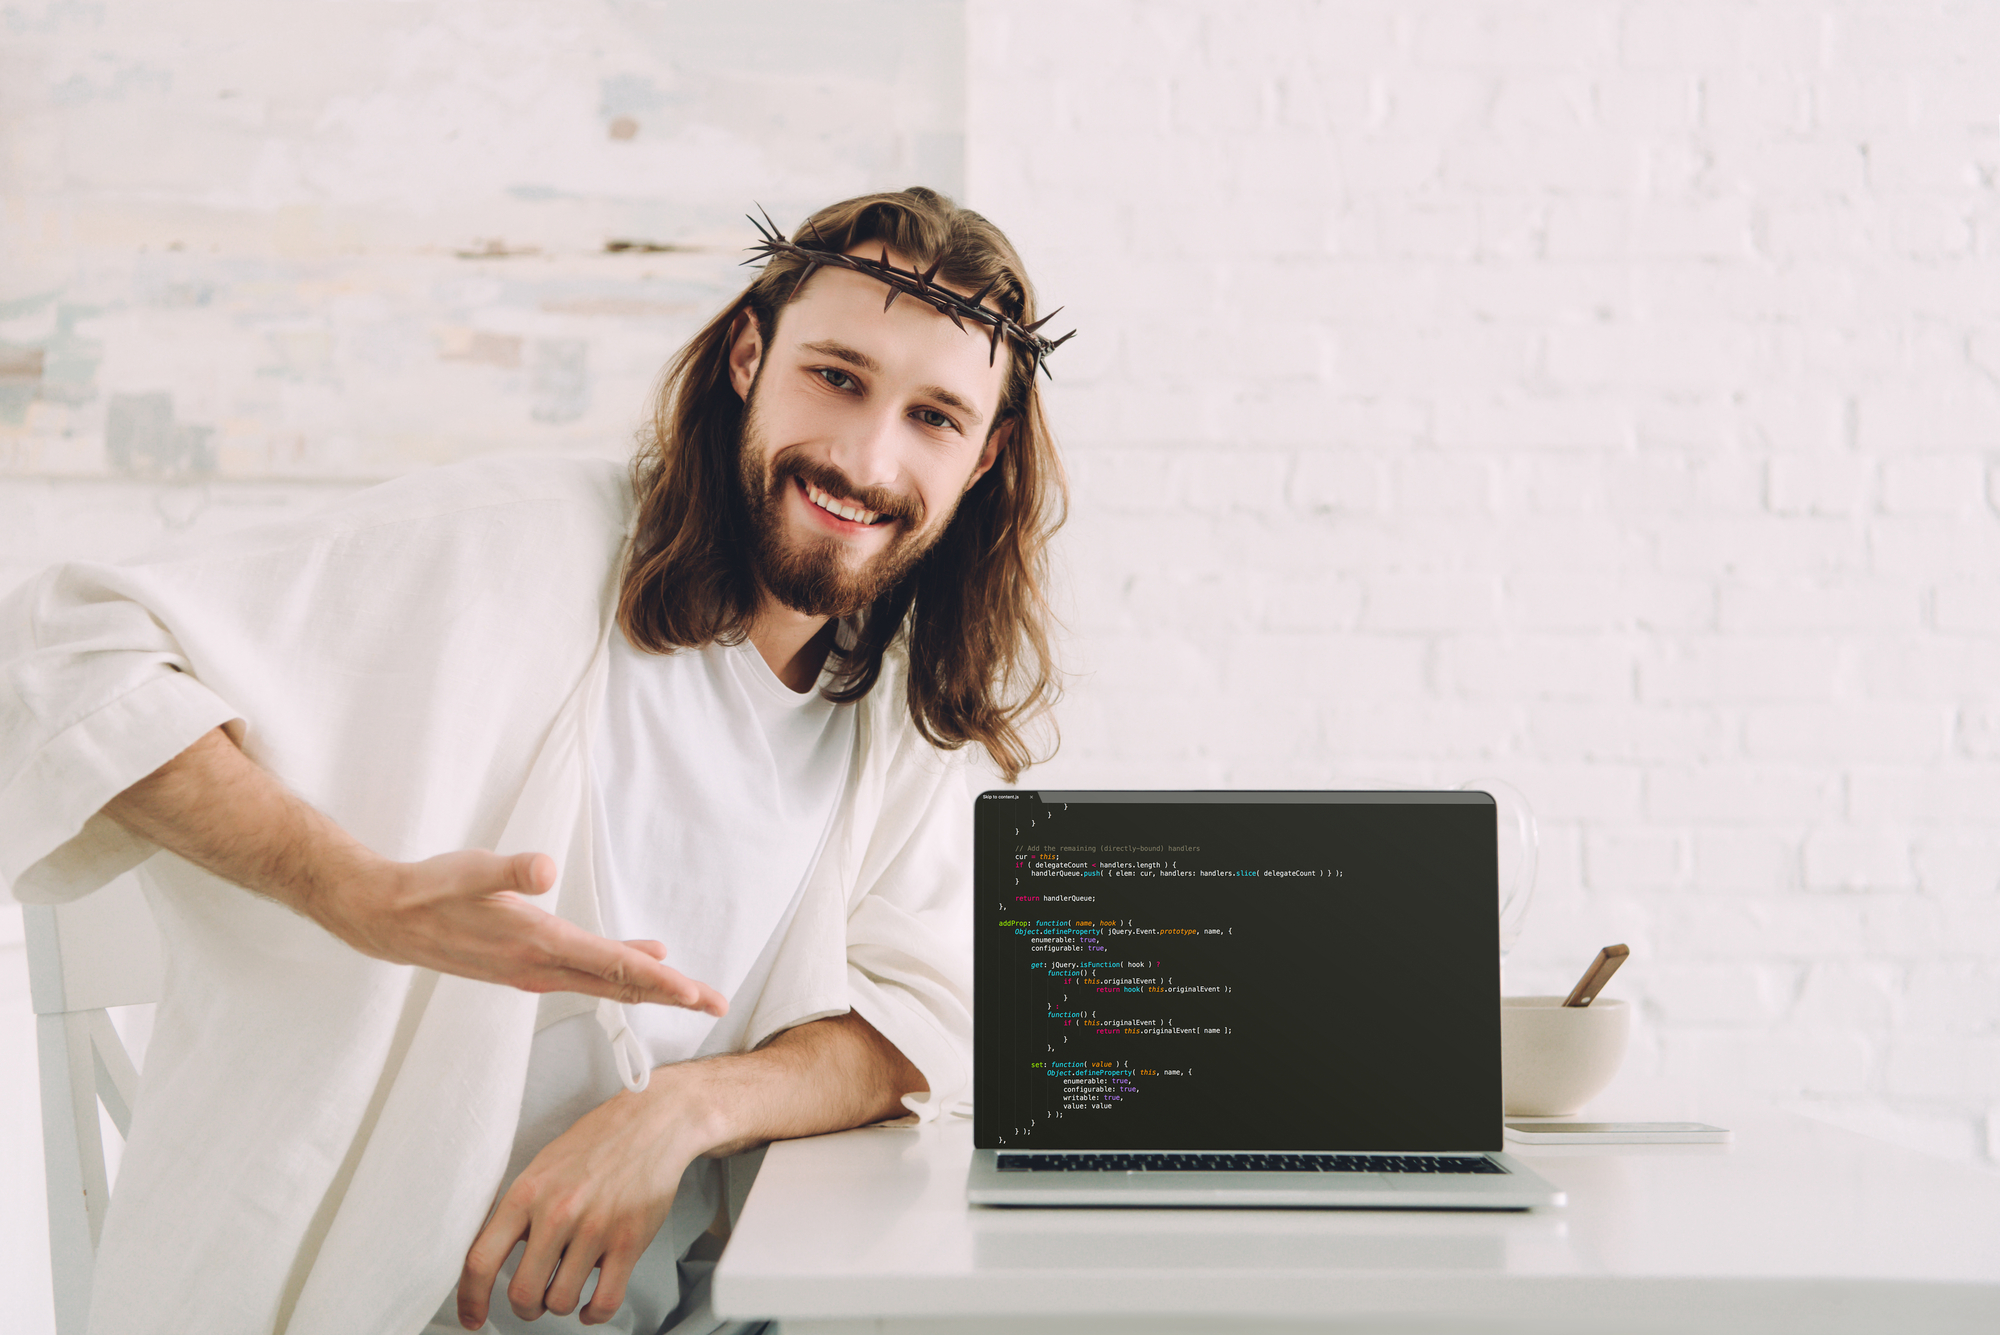 Skip to content.js ×
}
}
}
}
// Add the remaining (directly-bound) handlers
cur = this;
if ( delegateCount < handlers.length ) {
handlerQueue.push( { elem: cur, handlers: handlers.slice( delegateCount ) } );
}
return handlerQueue;
},
addProp: function( name, hook ) {
Object.defineProperty( jQuery.Event.prototype, name, {
enumerable: true,
configurable: true,
get: jQuery.isFunction( hook ) ?
function() {
if ( this.originalEvent ) {
return hook( this.originalEvent );
}
} :
function() {
if ( this.originalEvent ) {
return this.originalEvent[ name ];
}
},
set: function( value ) {
Object.defineProperty( this, name, {
enumerable: true,
configurable: true,
writable: true,
value: value
} );
}
} );
},